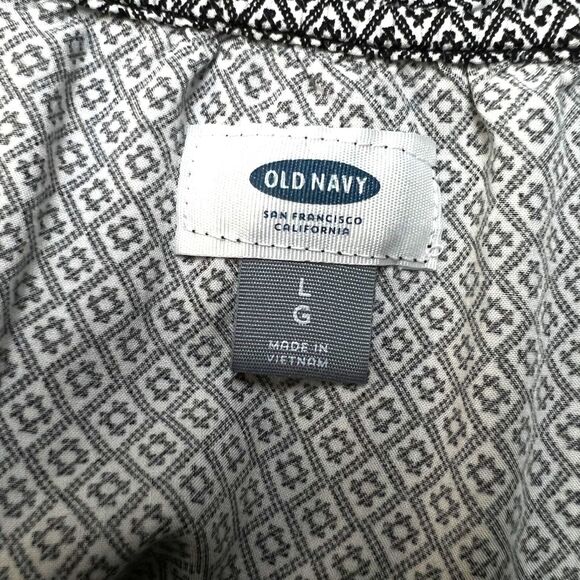 OLD NAVY
SAN FRANCISCO
CALIFORNIA
L
G
MADE IN
VIETNAM